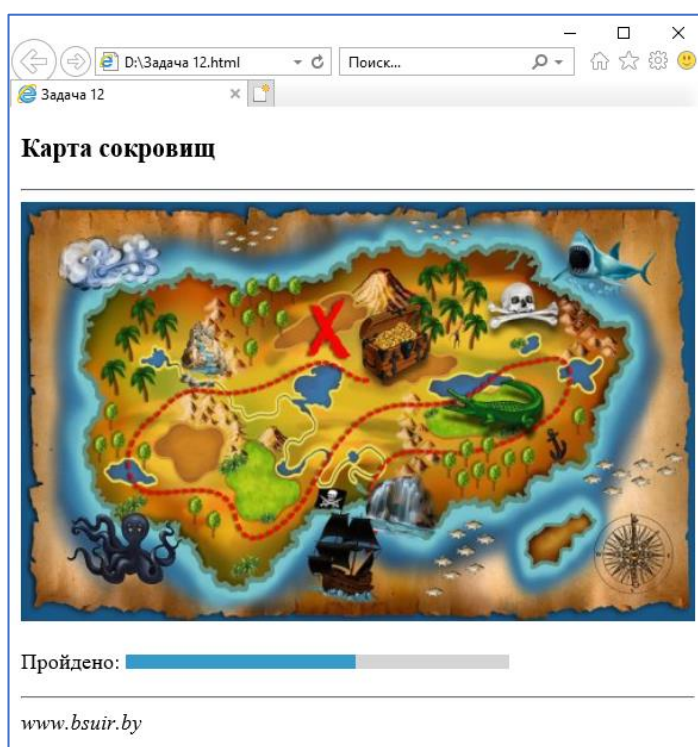 D:\Задача 12.html
Поиск...
Задача 12
Карта сокровищ
X
Пройдено:
www.bsuir.by